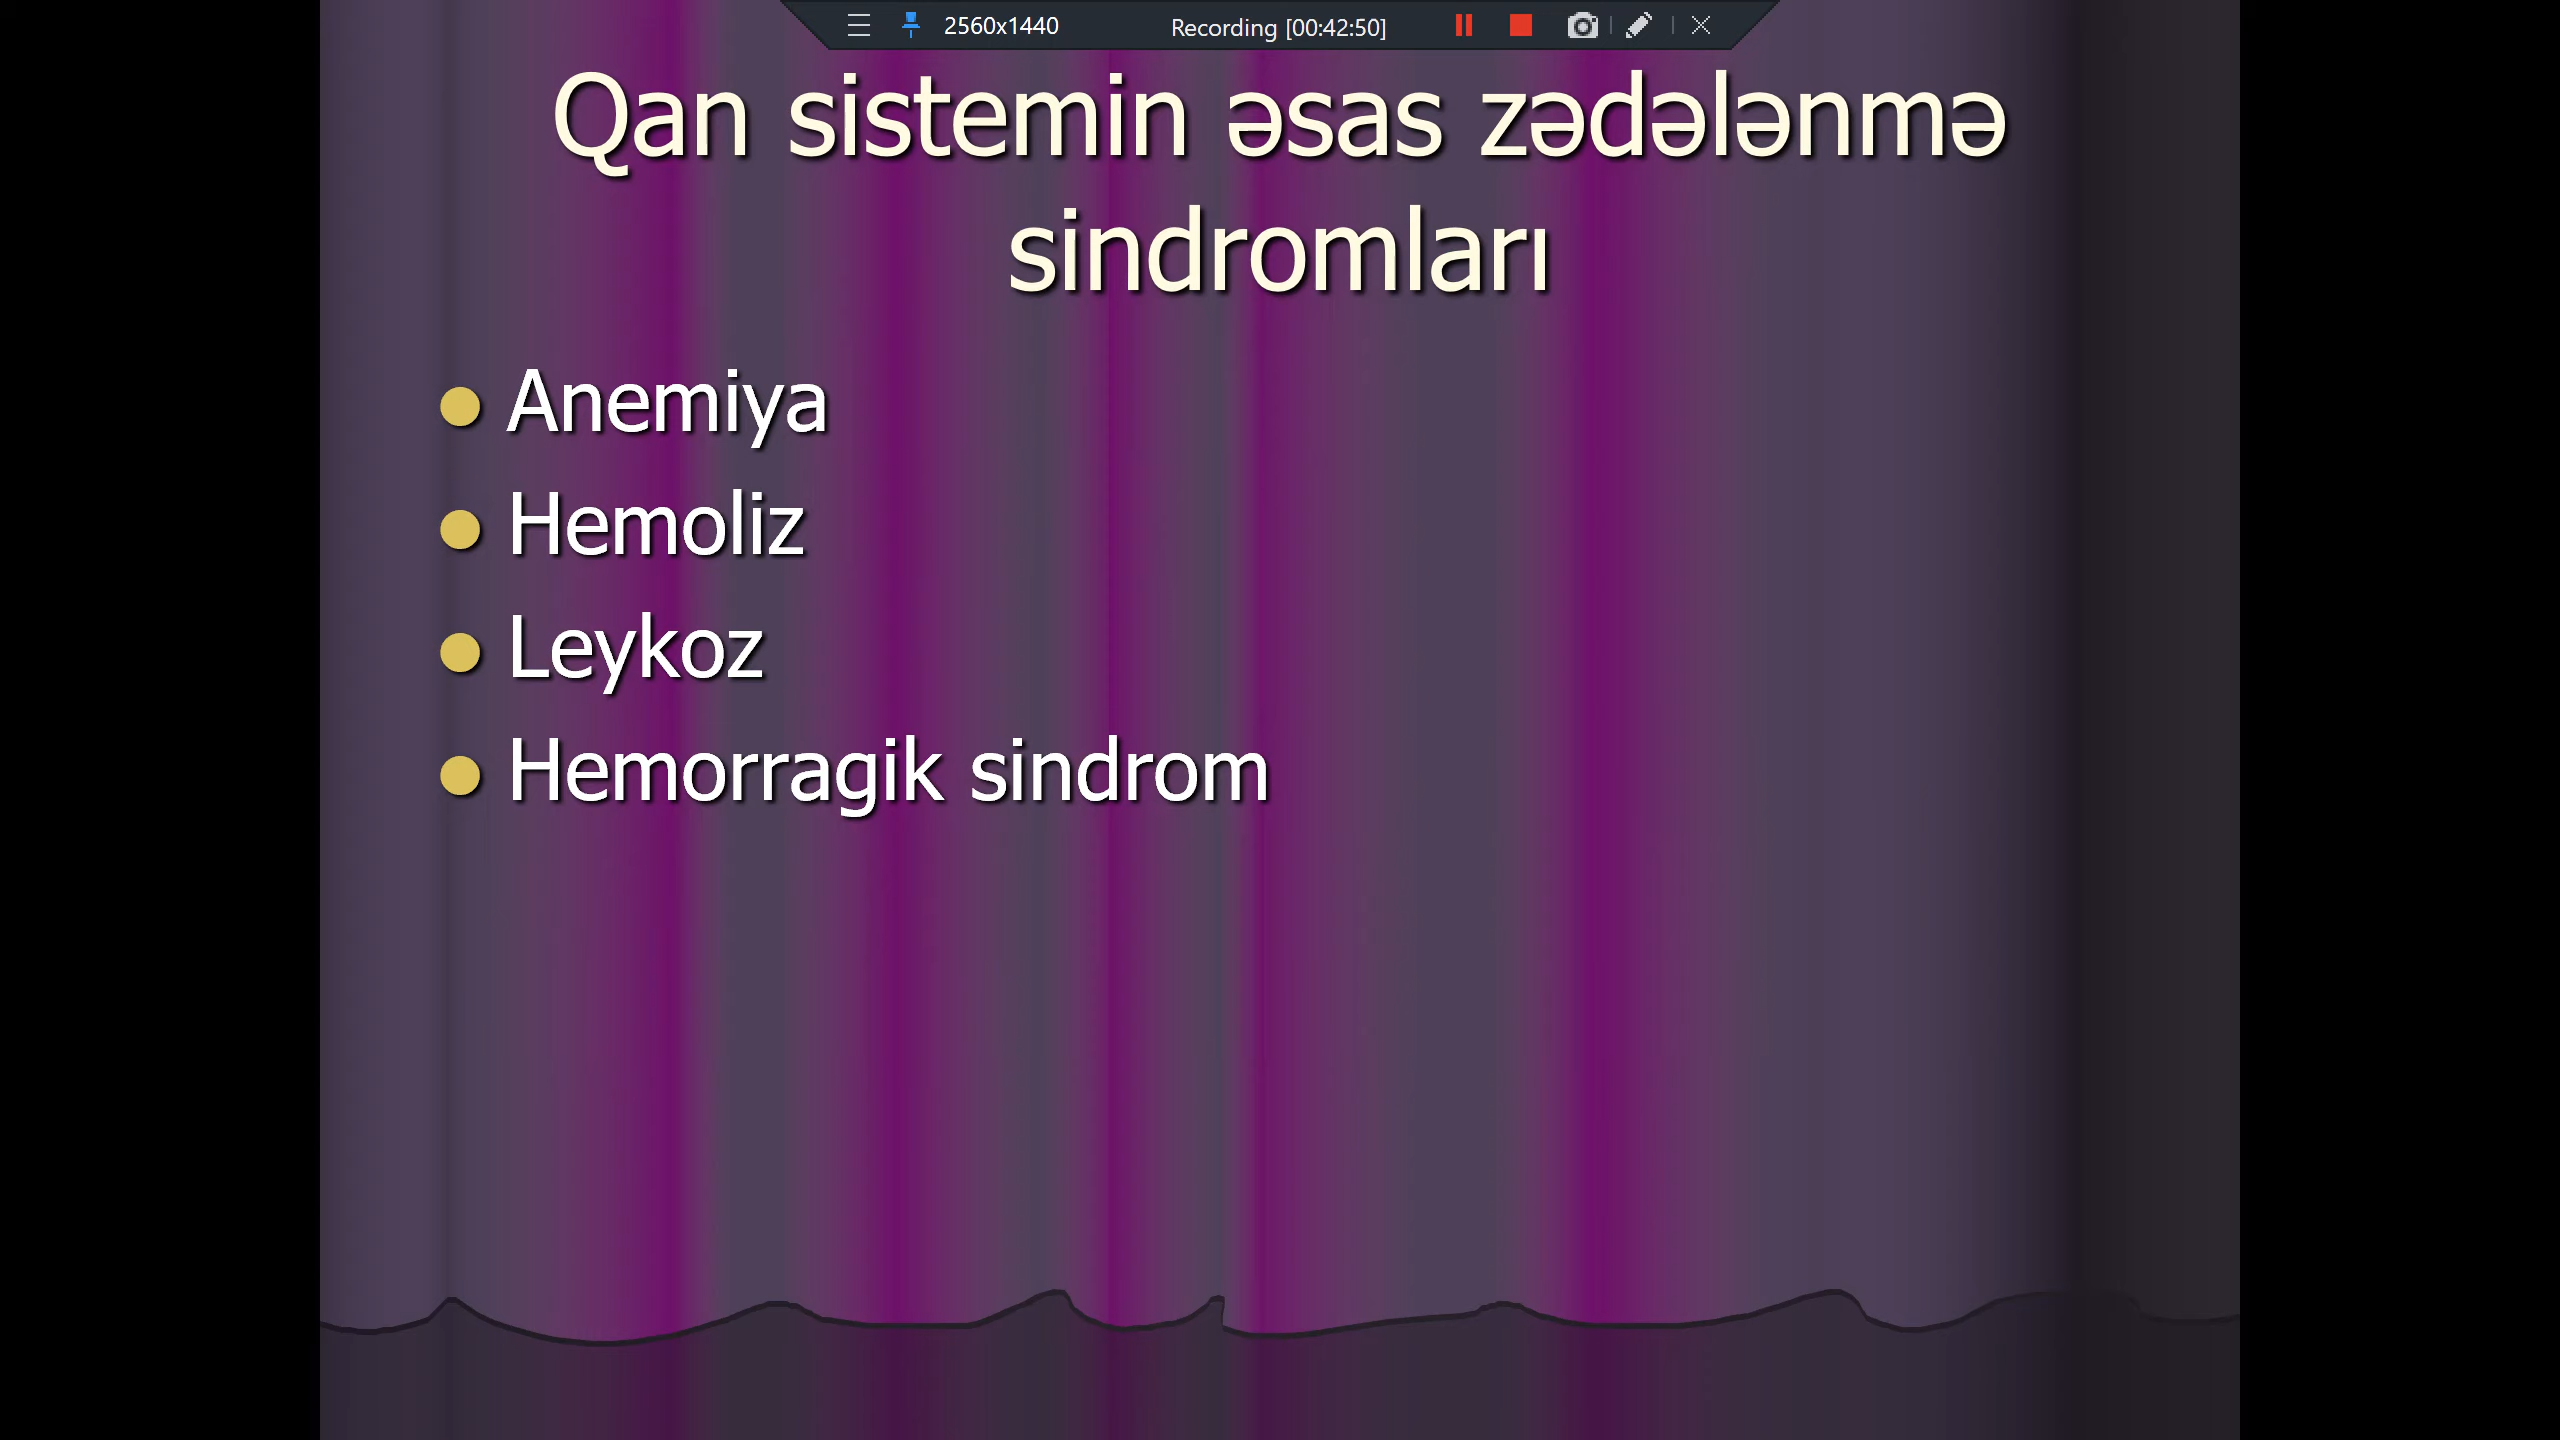 2560x1440 Recording [00:42:50]
Qan sistemin əsas zədələnmə
sindromları
Anemiya
Hemoliz
Leykoz
Hemorragik sindrom